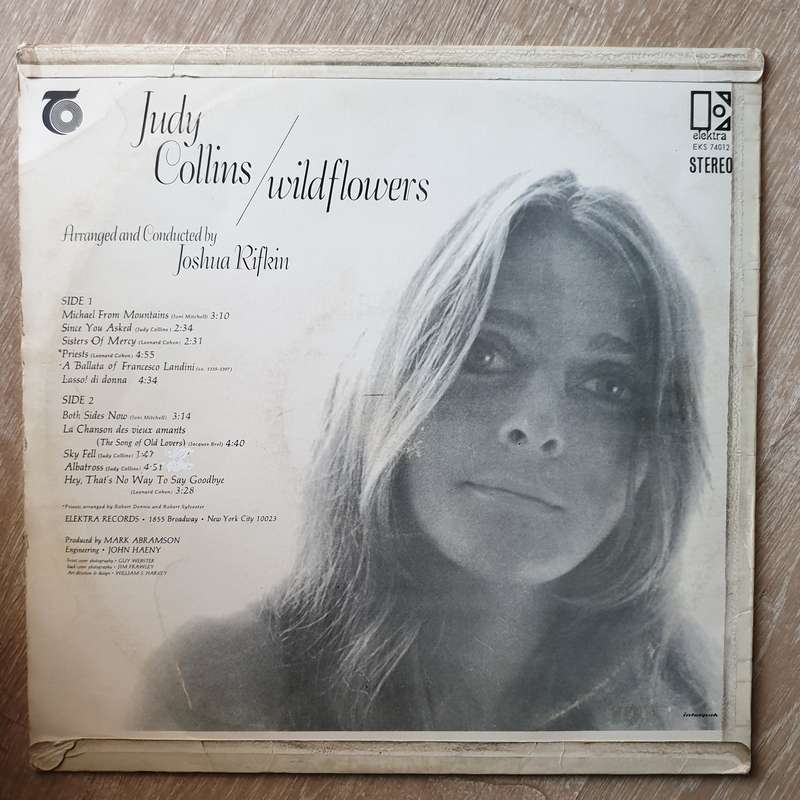 Judy
Collins / wildflowers
elektra
EKS 74012
STEREO
Arranged and Conducted by
Joshua Rifkin
SIDE 1
Michael From Mountains (Joni Mitchell) 3:10
Since You Asked (Judy Collins) 2:34
Sisters Of Mercy (Leonard Cohen) 2:31
*Priests (Leonard Cohen) 4:55
A Ballata of Francesco Landini (ca. 1335-1397)
Lasso! di donna 4:34
SIDE 2
Both Sides Now (Joni Mitchell) 3:14
La Chanson des vieux amants
(The Song of Old Lovers) (Jacques Brel) 4:40
Sky Fell (Judy Collins)
Albatross (Judy Collins) 4:51
Hey, That's No Way To Say Goodbye
(Leonard Cohen) 3:28
*Priests arranged by Robert Dennis and Robert Sylvester
ELEKTRA RECORDS • 1855 Broadway • New York City 10023
Produced by MARK ABRAMSON
Engineering • JOHN HAENY
front cover photography • GUY WEBSTER
back cover photography • JIM FRAWLEY
Art direction & design • WILLIAM S. HARVEY
interpak